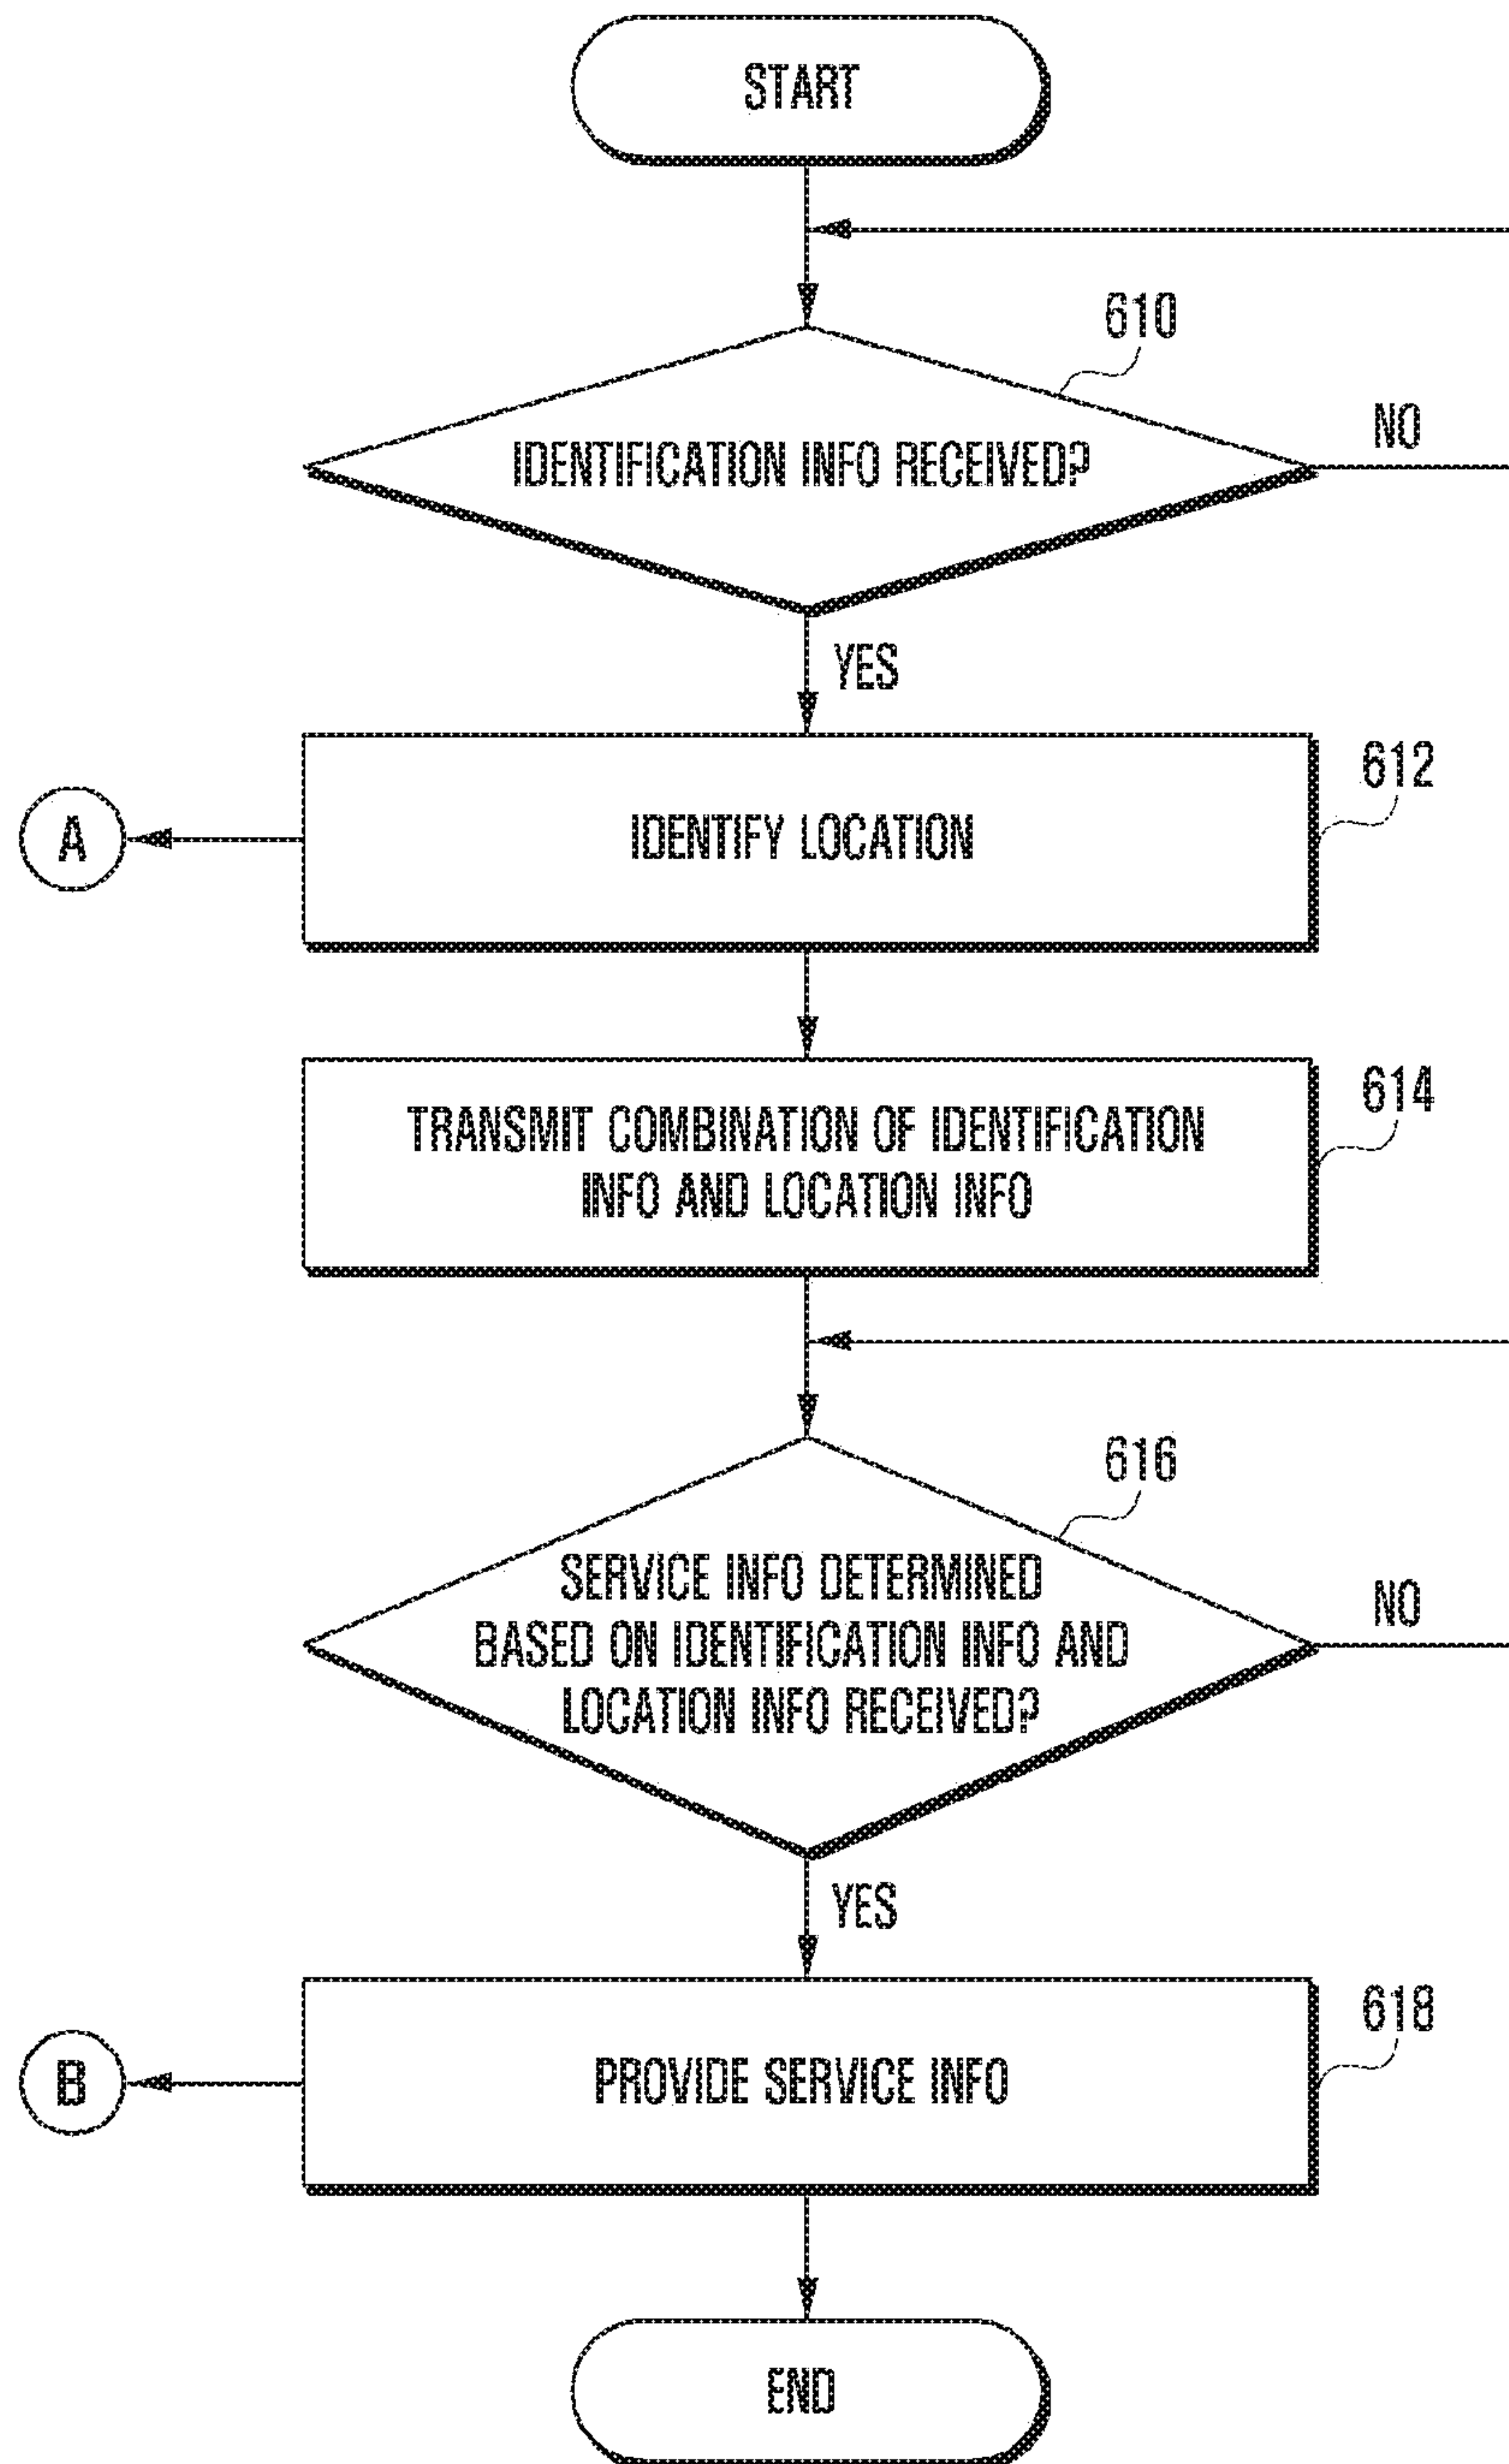 START
610
IDENTIFICATION INFO RECEIVED?
NO
YES
612
A
IDENTIFY LOCATION
614
TRANSMIT COMBINATION OF IDENTIFICATION
INFO AND LOCATION INFO
616
SERVICE INFO DETERMINED
BASED ON IDENTIFICATION INFO AND
LOCATION INFO RECEIVED?
NO
YES
618
B
PROVIDE SERVICE INFO
END